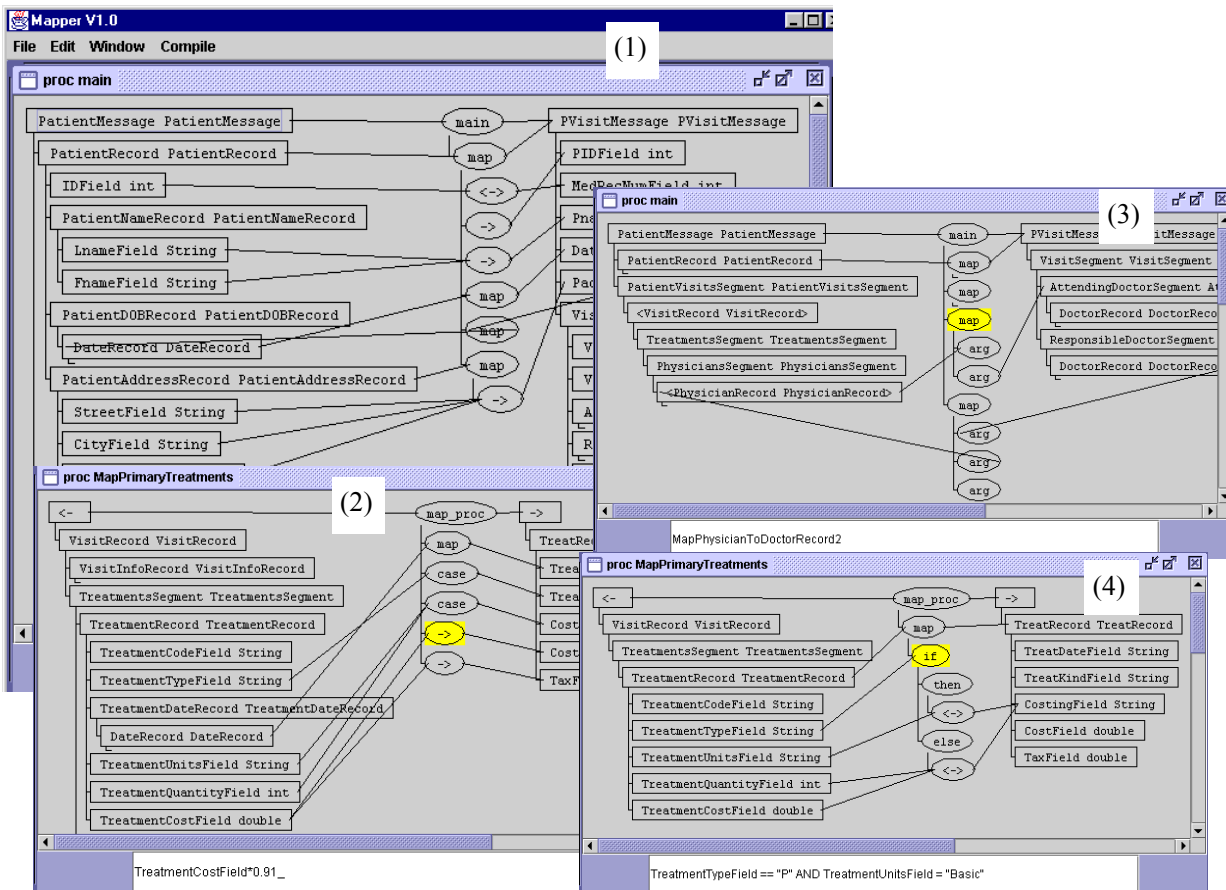 Mapper V1.0
File Edit Window Compile
(1)
proc main
PatientMessage PatientMessage
main
PVisitMessage PVisitMessage
PatientRecord PatientRecord
map
PIDField int
IDField int
<->
MedRecNumField int
PatientNameRecord PatientNameRecord
->
LnameField String
->
FnameField String
map
PatientDOBRecord PatientDOBRecord
map
DateRecord DateRecord
map
PatientAddressRecord PatientAddressRecord
->
StreetField String
CityField String
(2)
proc MapPrimaryTreatments
<-
map_proc
->
VisitRecord VisitRecord
map
VisitInfoRecord VisitInfoRecord
case
TreatmentsSegment TreatmentsSegment
case
TreatmentRecord TreatmentRecord
->
TreatmentCodeField String
->
TreatmentTypeField String
TreatmentDateRecord TreatmentDateRecord
DateRecord DateRecord
TreatmentUnitsField String
TreatmentQuantityField int
TreatmentCostField double
TreatmentCostField*0.91_
(3)
proc main
PatientMessage PatientMessage
main
PatientRecord PatientRecord
map
VisitSegment VisitSegment
PatientVisitsSegment PatientVisitsSegment
map
AttendingDoctorSegment
<VisitRecord VisitRecord>
map
DoctorRecord
TreatmentsSegment TreatmentsSegment
arg
ResponsibleDoctorSegment
PhysiciansSegment PhysiciansSegment
arg
DoctorRecord
<PhysicianRecord PhysicianRecord>
map
arg
arg
arg
MapPhysicianToDoctorRecord2
(4)
proc MapPrimaryTreatments
<-
map_proc
->
VisitRecord VisitRecord
map
TreatRecord TreatRecord
TreatmentsSegment TreatmentsSegment
if
TreatDateField String
TreatmentRecord TreatmentRecord
then
TreatKindField String
TreatmentCodeField String
<->
CostingField String
TreatmentTypeField String
else
CostField double
TreatmentUnitsField String
<->
TaxField double
TreatmentQuantityField int
TreatmentCostField double
TreatmentTypeField == "P" AND TreatmentUnitsField = "Basic"